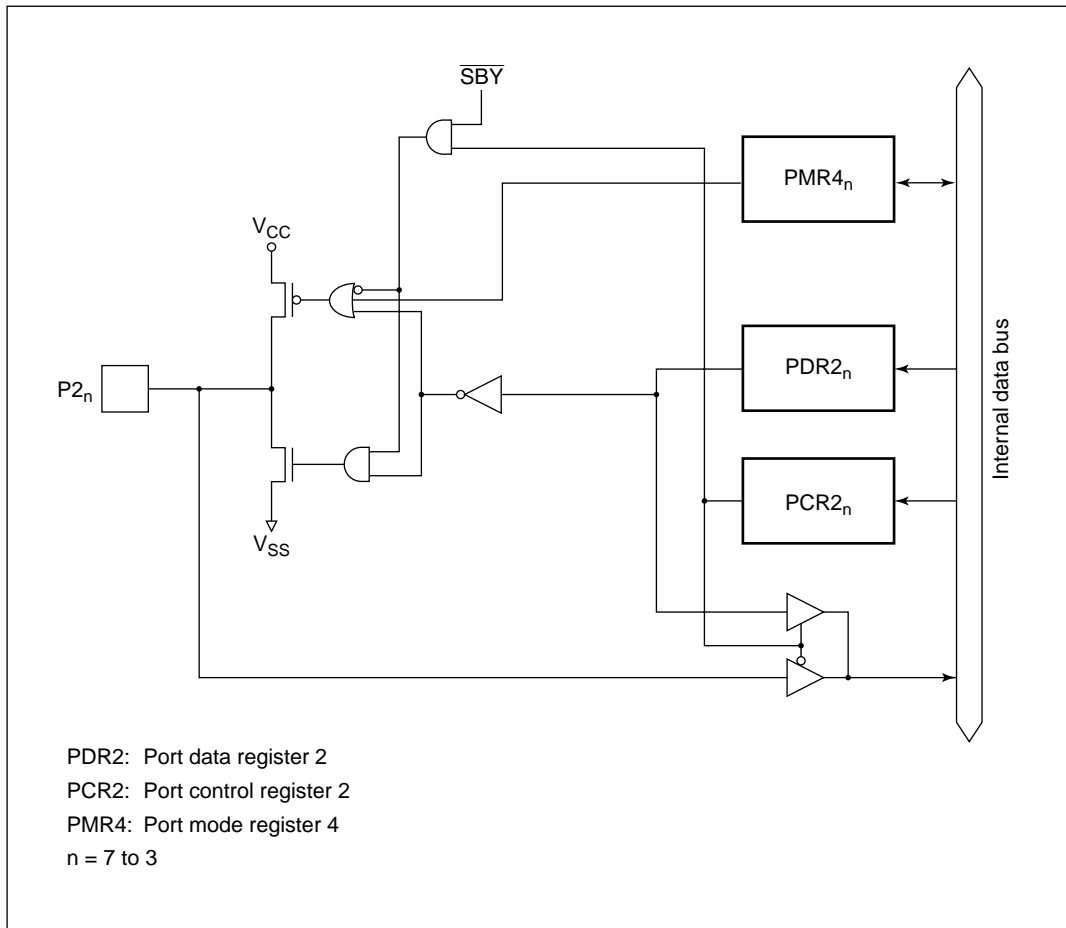 S̅B̅Y̅
PMR4n
VCC
PDR2n
P2n
PCR2n
VSS
Internal data bus
PDR2: Port data register 2
PCR2: Port control register 2
PMR4: Port mode register 4
n = 7 to 3